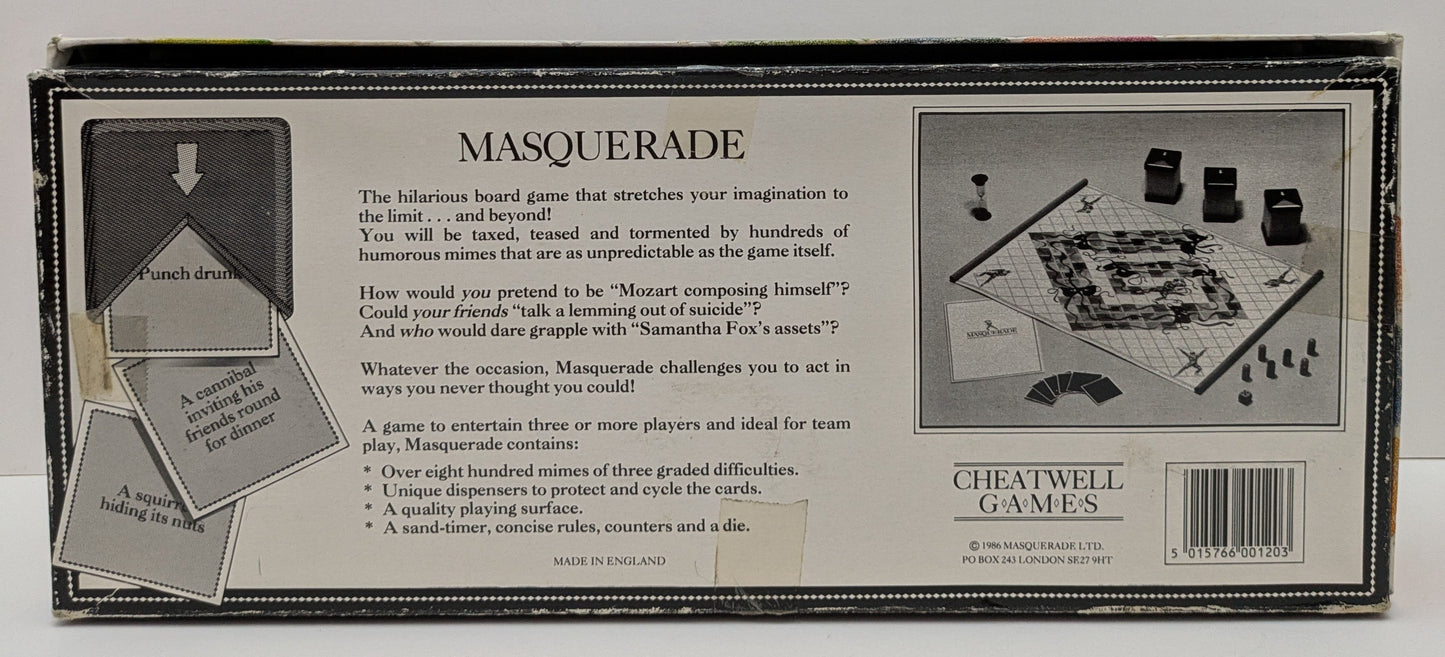 MASQUERADE
The hilarious board game that stretches your imagination to
the limit . . . and beyond!
You will be taxed, teased and tormented by hundreds of
humorous mimes that are as unpredictable as the game itself.
How would you pretend to be “Mozart composing himself”?
Could your friends “talk a lemming out of suicide”?
And who would dare grapple with “Samantha Fox’s assets”?
Whatever the occasion, Masquerade challenges you to act in
ways you never thought you could!
A game to entertain three or more players and ideal for team
play, Masquerade contains:
* Over eight hundred mimes of three graded difficulties.
* Unique dispensers to protect and cycle the cards.
* A quality playing surface.
* A sand-timer, concise rules, counters and a die.
MADE IN ENGLAND
Punch drunk
A cannibal
inviting his
friends round
for dinner
A squirrel
hiding its nuts
MASQUERADE
CHEATWELL
G◊A◊M◊E◊S
© 1986 MASQUERADE LTD.
PO BOX 243 LONDON SE27 9HT
5 015766 001203